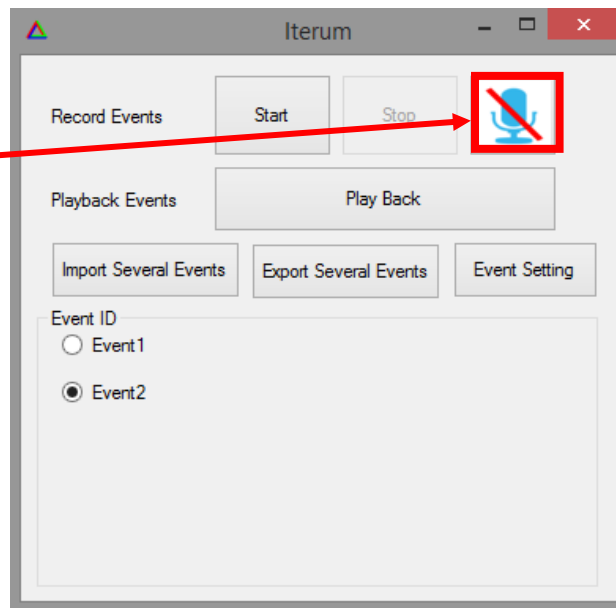 Iterum
Record Events Start Stop
Playback Events Play Back
Import Several Events Export Several Events Event Setting
Event ID
Event1
Event2